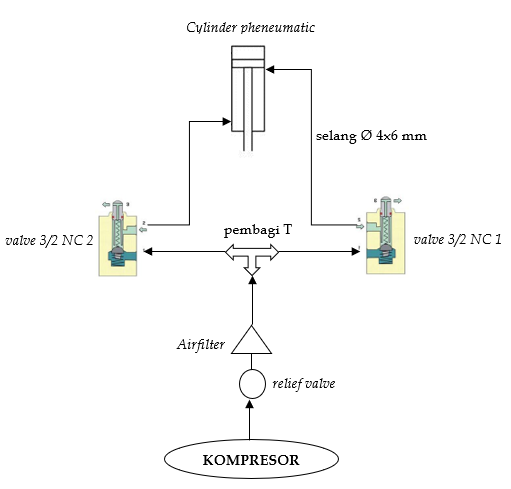 Cylinder pheneumatic
selang Ø 4x6 mm
pembagi T
valve 3/2 NC 2
valve 3/2 NC 1
Airfilter
relief valve
KOMPRESOR